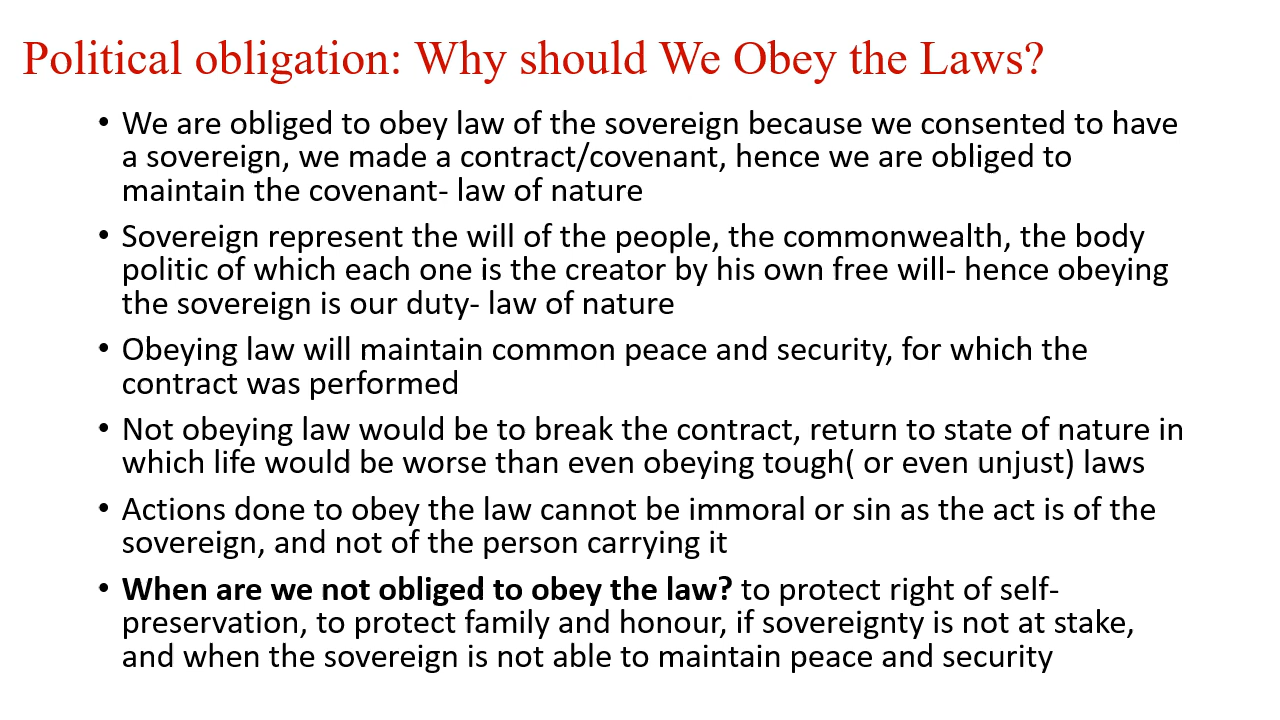 Political obligation: Why should We Obey the Laws?
• We are obliged to obey law of the sovereign because we consented to have
a sovereign, we made a contract/covenant, hence we are obliged to
maintain the covenant- law of nature
• Sovereign represent the will of the people, the commonwealth, the body
politic of which each one is the creator by his own free will- hence obeying
the sovereign is our duty- law of nature
• Obeying law will maintain common peace and security, for which the
contract was performed
• Not obeying law would be to break the contract, return to state of nature in
which life would be worse than even obeying tough( or even unjust) laws
• Actions done to obey the law cannot be immoral or sin as the act is of the
sovereign, and not of the person carrying it
• When are we not obliged to obey the law? to protect right of self-
preservation, to protect family and honour, if sovereignty is not at stake,
and when the sovereign is not able to maintain peace and security